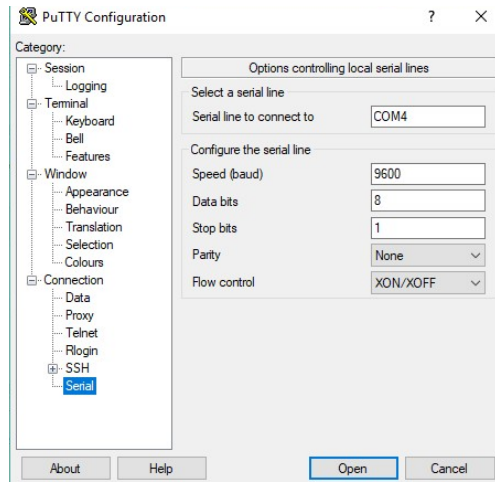 PuTTY Configuration ? ×
Category:
Session
Logging
Terminal
Keyboard
Bell
Features
Window
Appearance
Behaviour
Translation
Selection
Colours
Connection
Data
Proxy
Telnet
Rlogin
SSH
Serial
Options controlling local serial lines
Select a serial line
Serial line to connect to COM4
Configure the serial line
Speed (baud) 9600
Data bits 8
Stop bits 1
Parity None
Flow control XON/XOFF
About Help Open Cancel